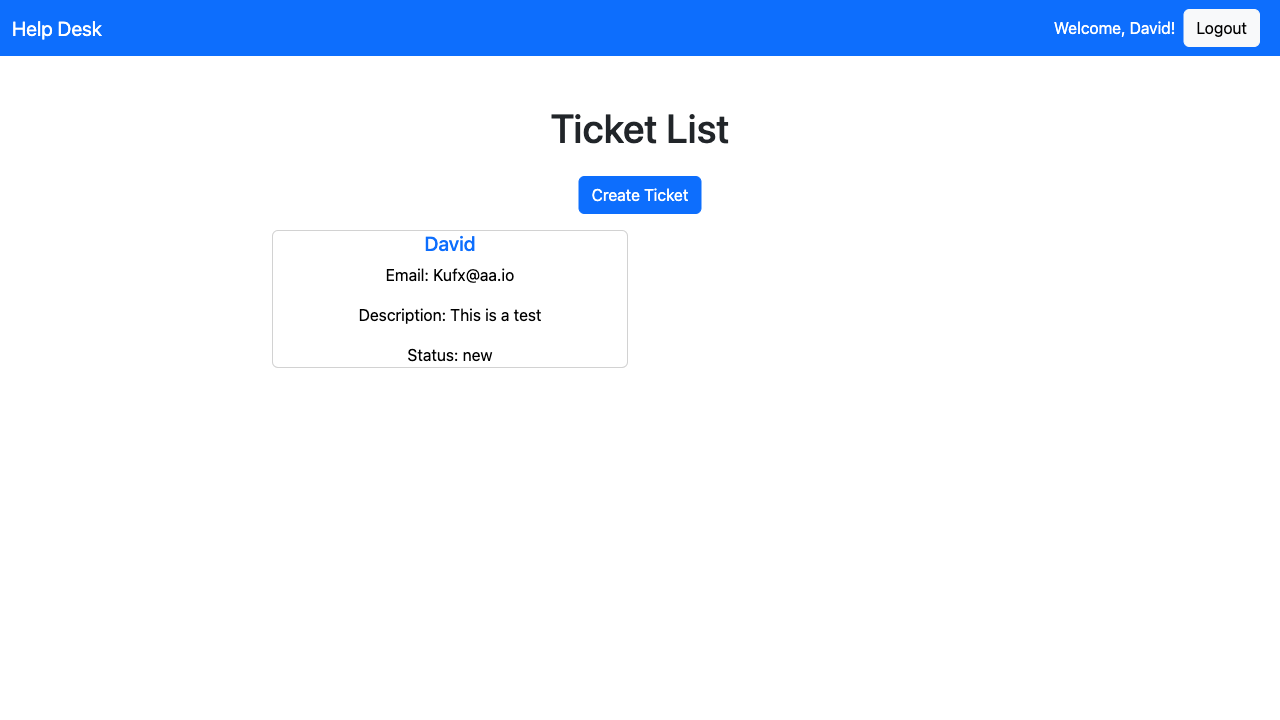 Help Desk
Welcome, David!
Logout
Ticket List
Create Ticket
David
Email: Kufx@aa.io
Description: This is a test
Status: new